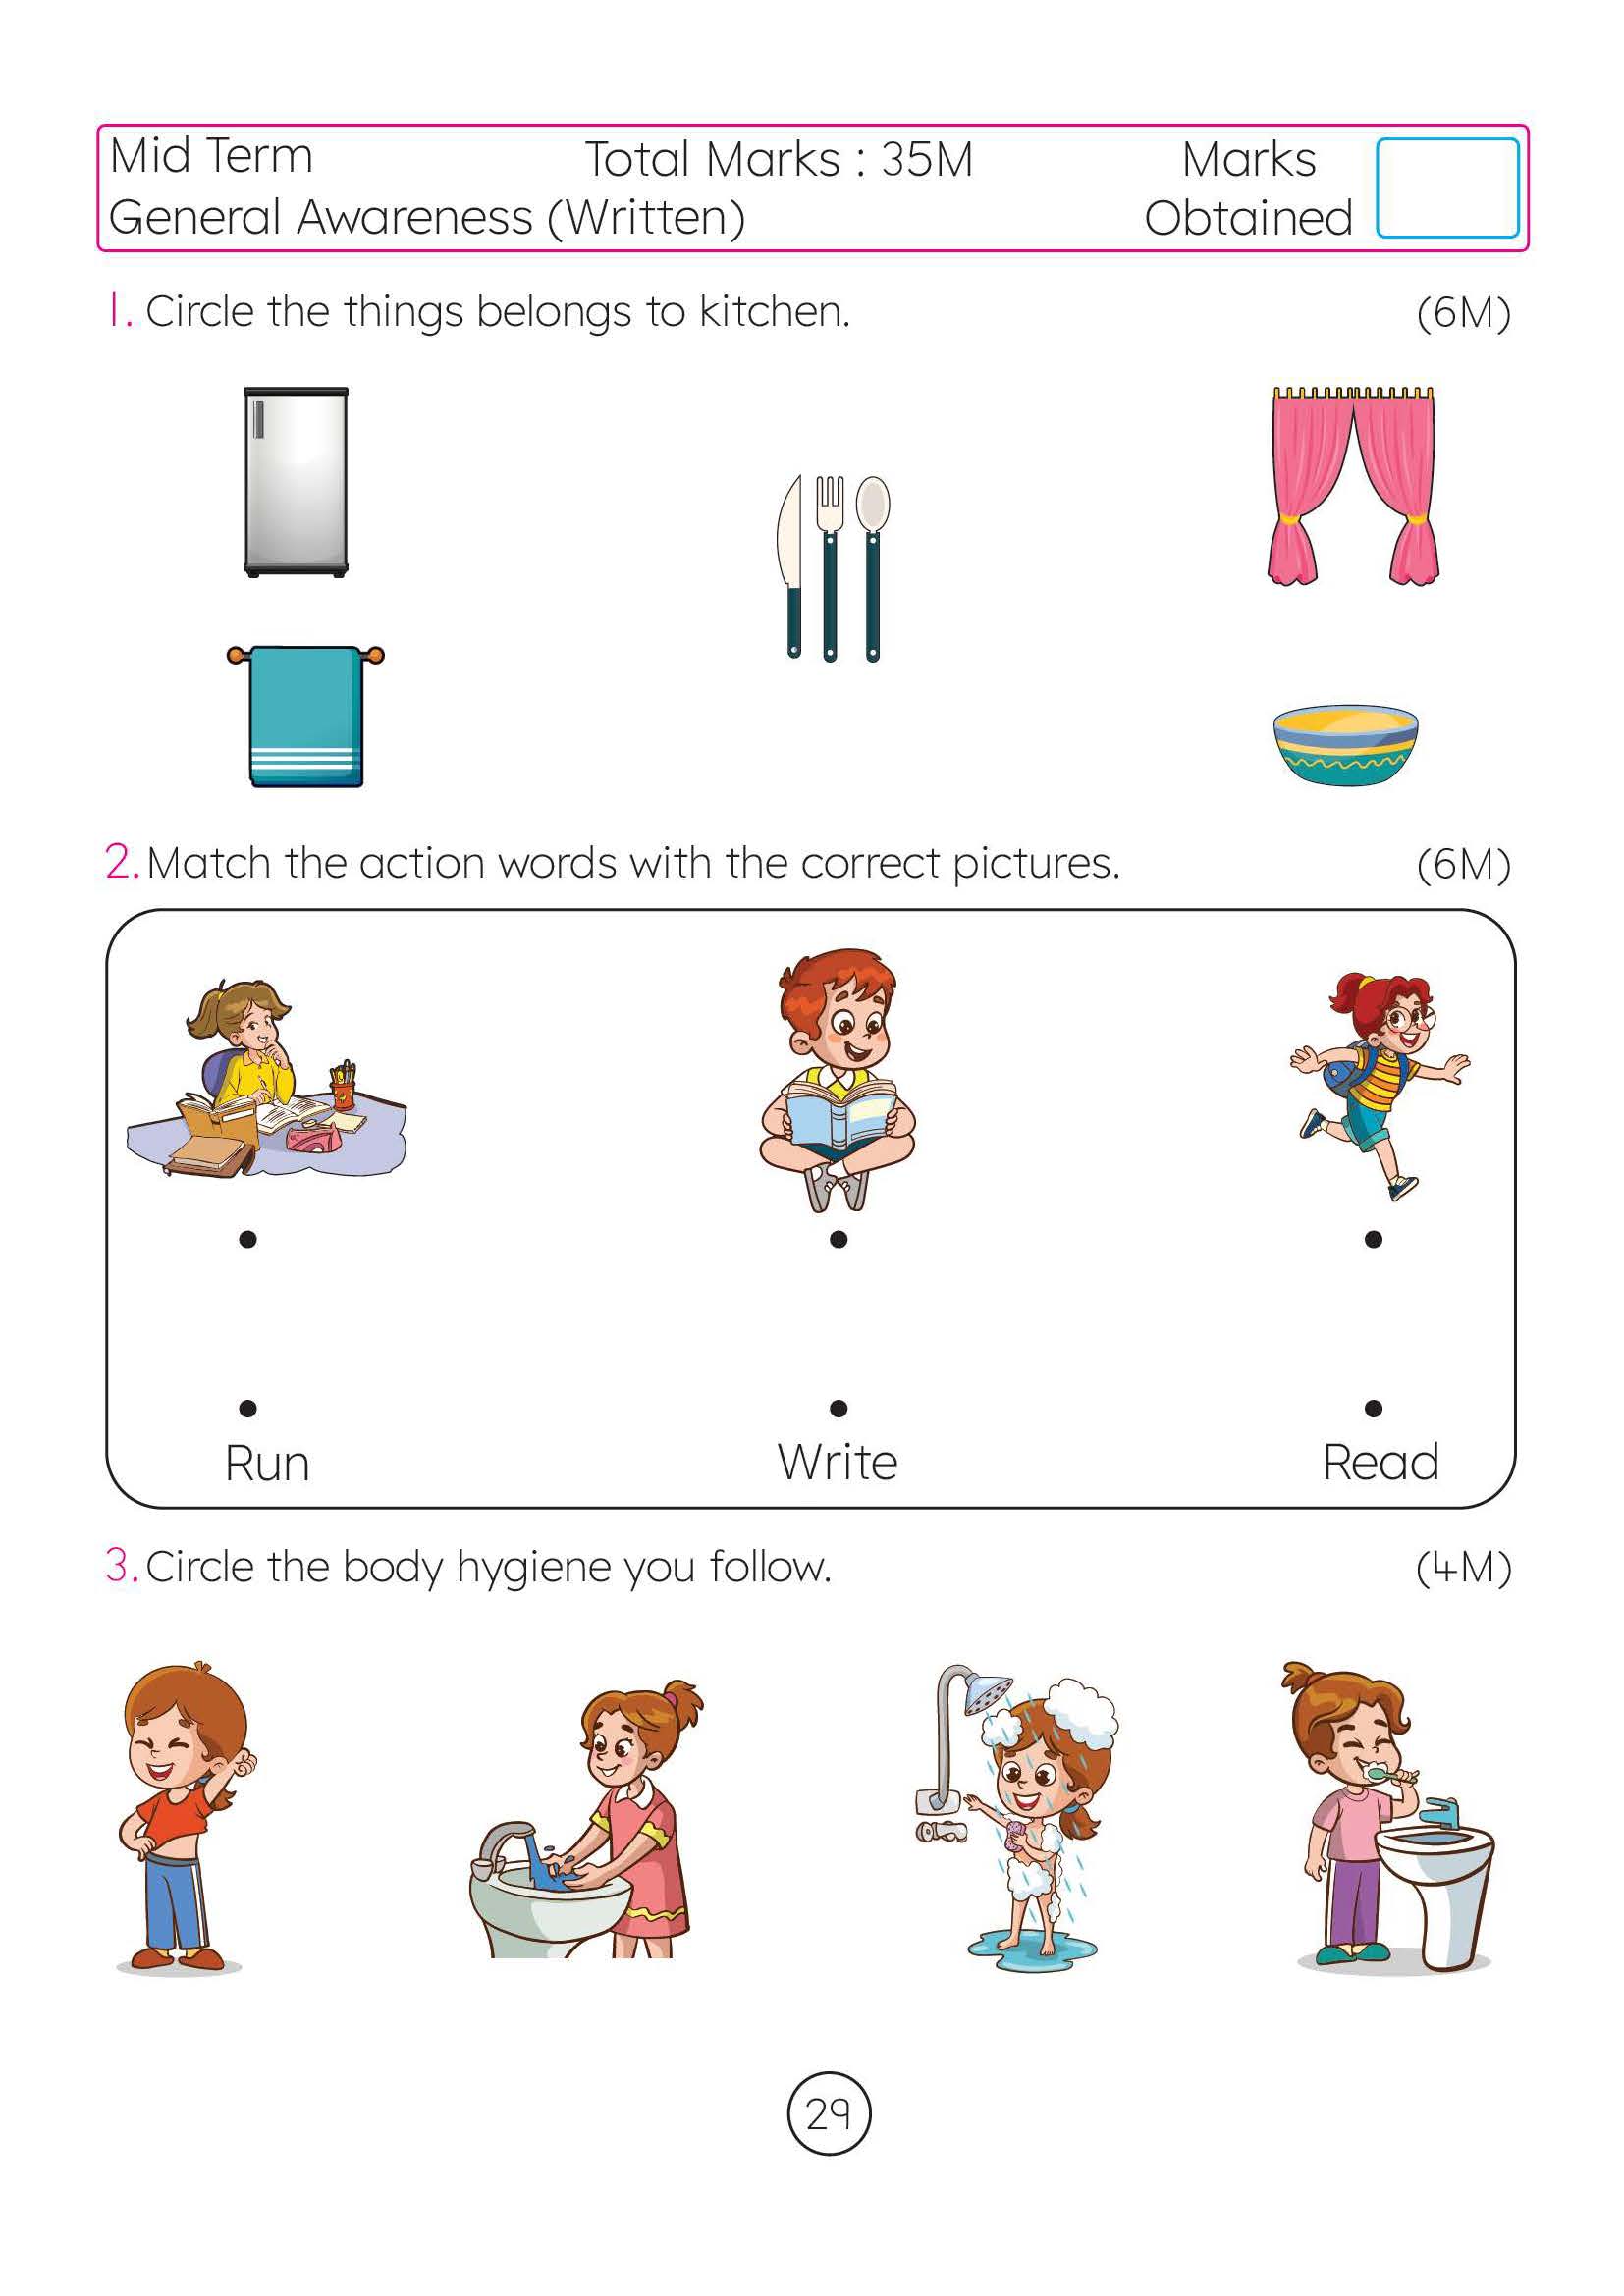 Mid Term
Total Marks : 35M
Marks
General Awareness (Written)
Obtained
1. Circle the things belongs to kitchen. (6M)
2. Match the action words with the correct pictures. (6M)
Run Write Read
3. Circle the body hygiene you follow. (4M)
29